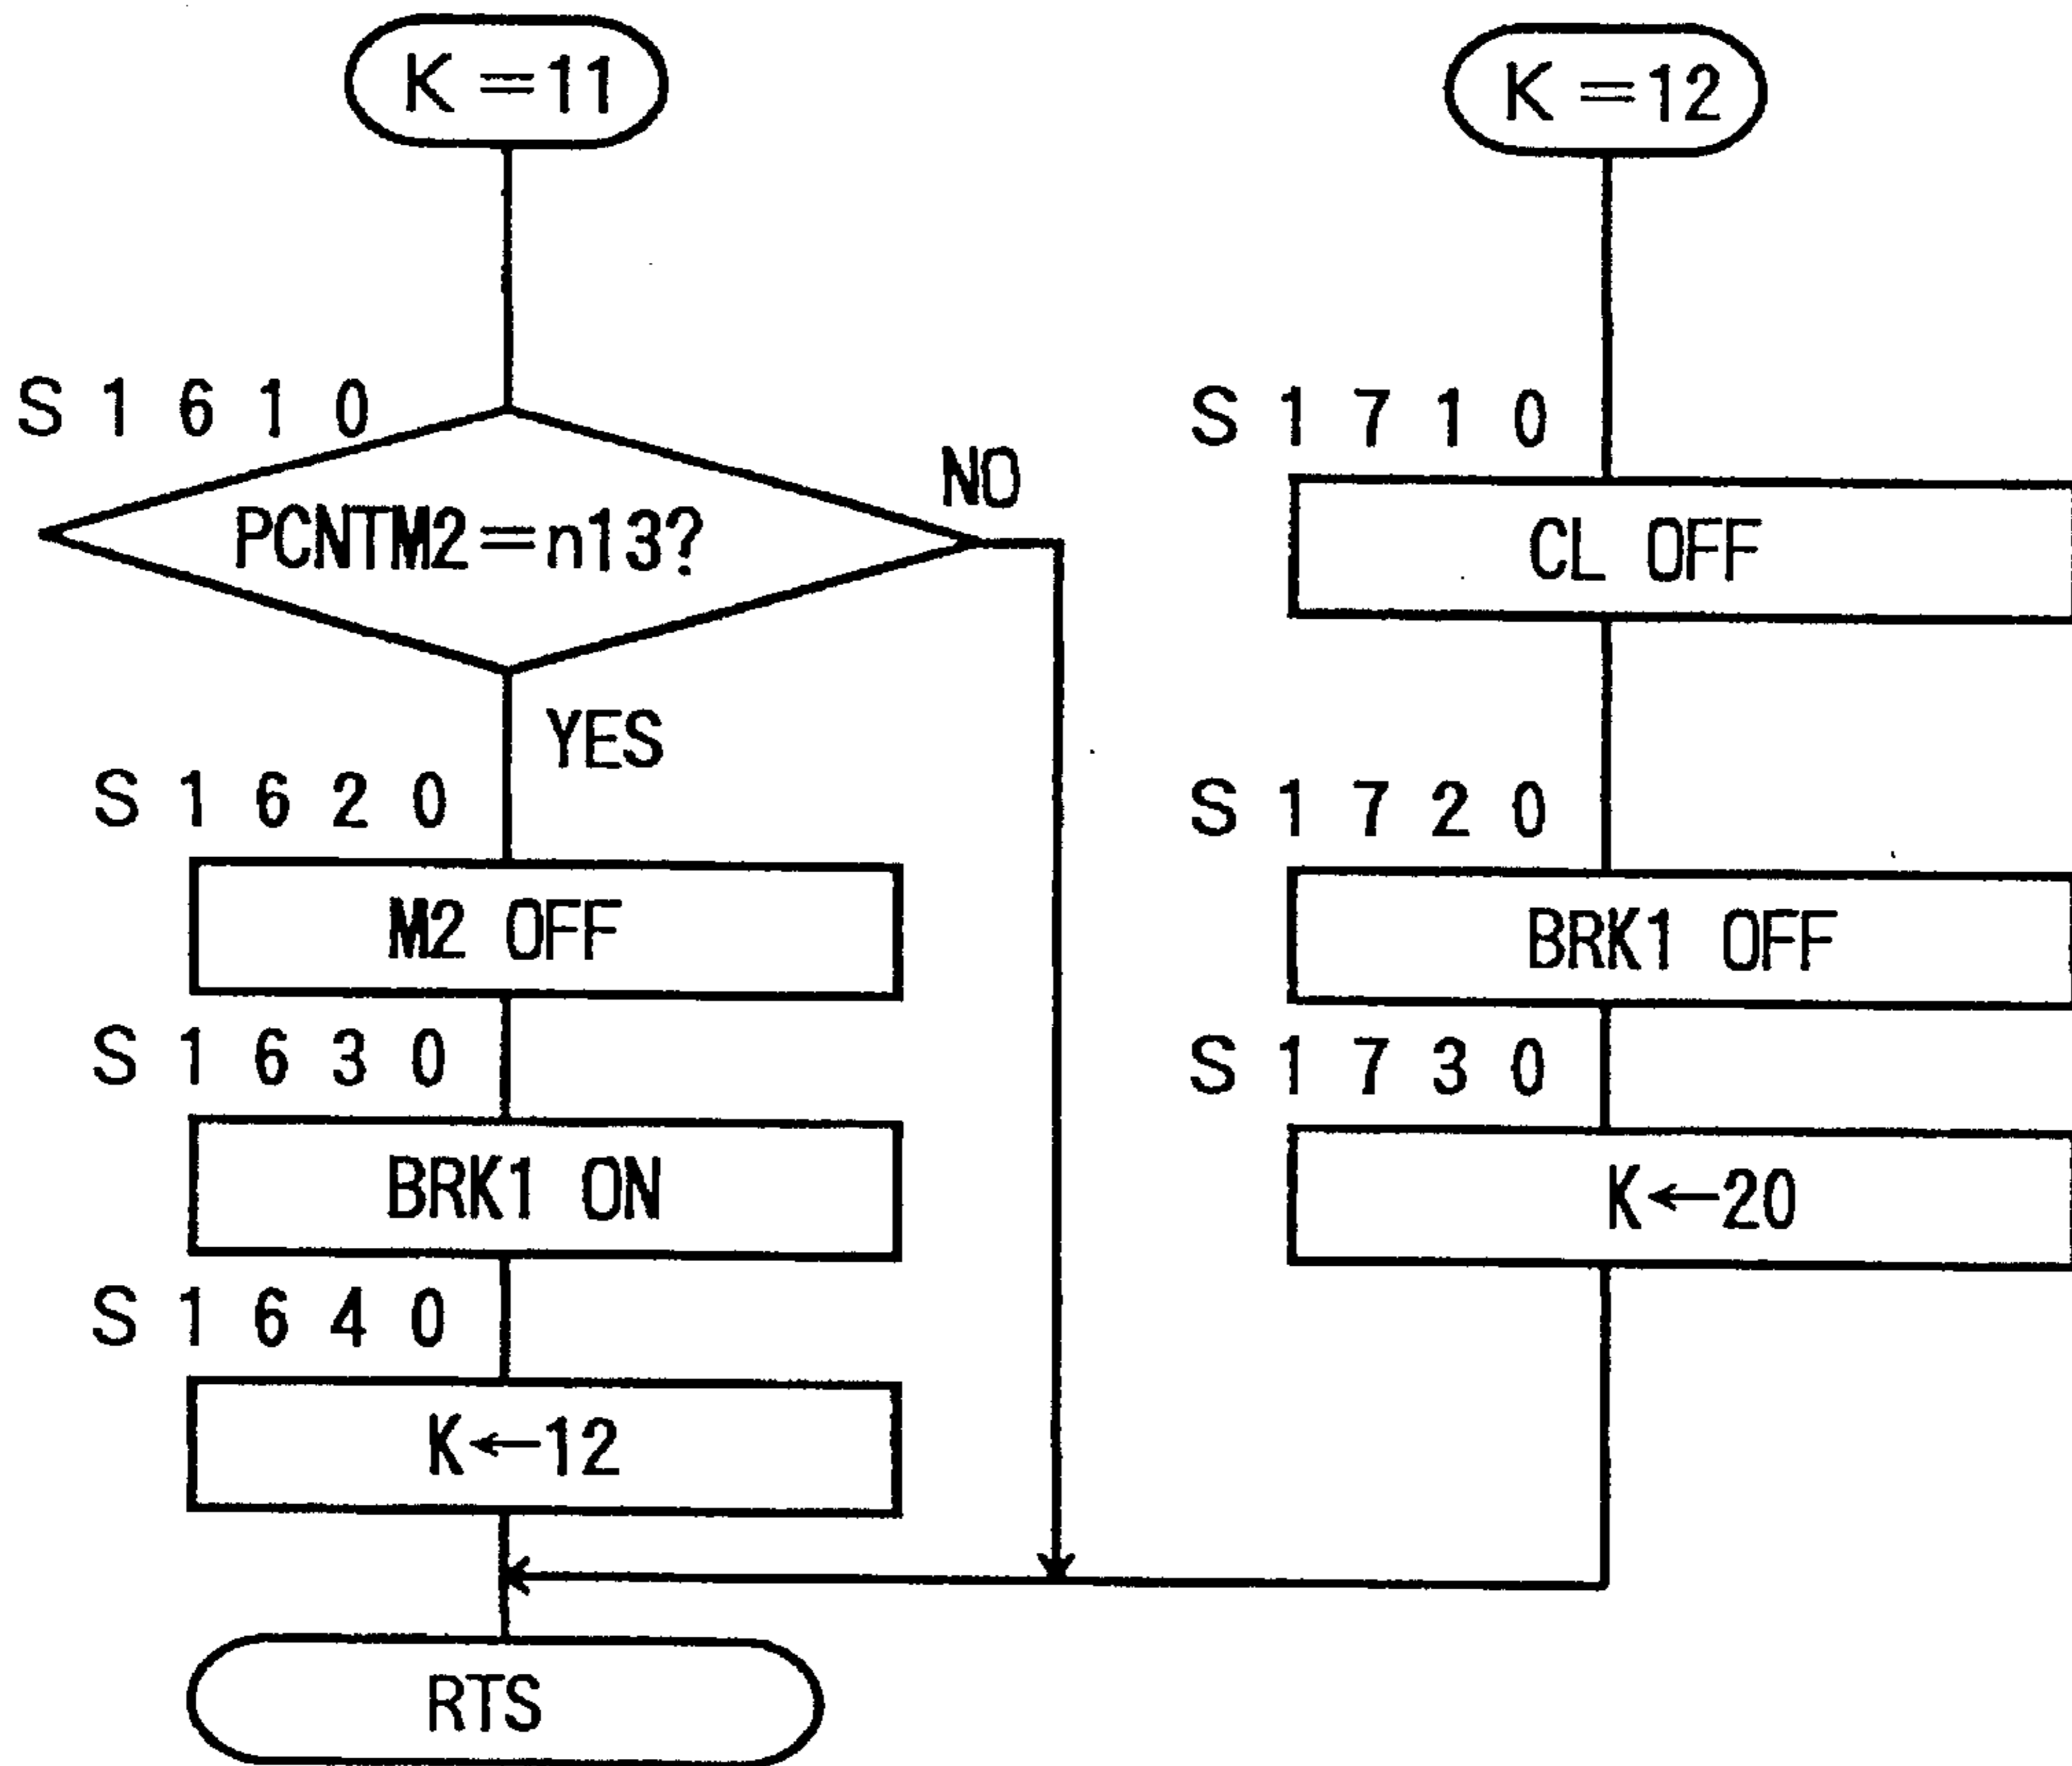 K=11
S1610
PCNTM2=n13?
NO
YES
S1620
M2 OFF
S1630
BRK1 ON
S1640
K←12
RTS
K=12
S1710
CL OFF
S1720
BRK1 OFF
S1730
K←20